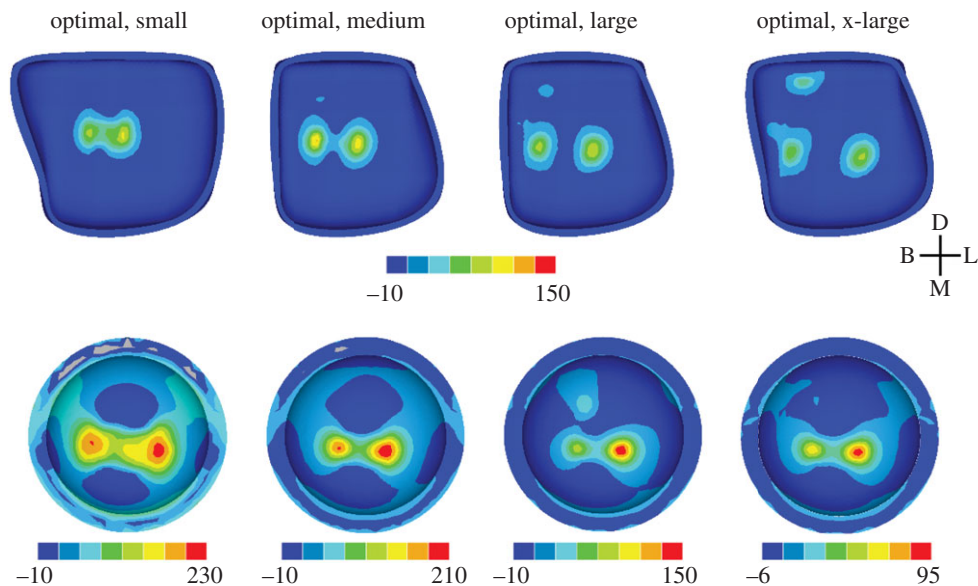 optimal, small optimal, medium optimal, large optimal, x-large
D
B L
M
–10 150
–10 230 –10 210 –10 150 –6 95